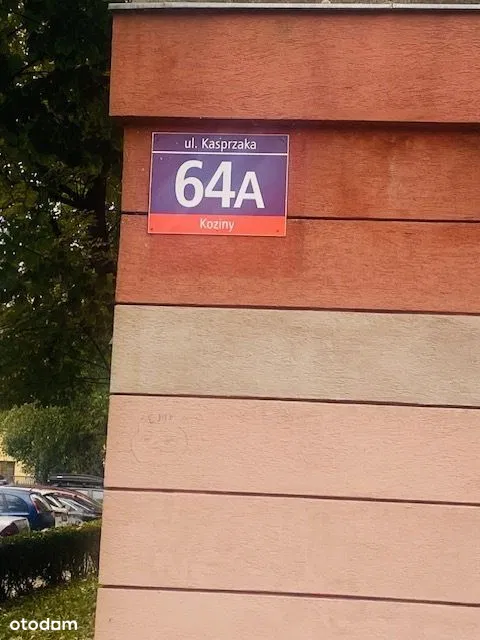 ul. Kasprzaka
64A
Koziny
otodom